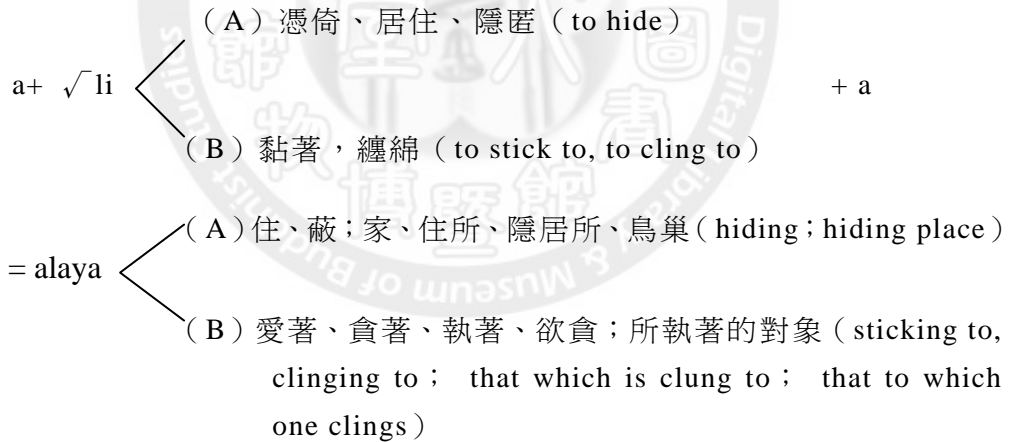 （A）憑倚、居住、隱匿（to hide）
a+ √li + a
（B）黏著，纏綿（to stick to, to cling to）
（A）住、蔽；家、住所、隱居所、鳥巢（hiding；hiding place）
= alaya
（B）愛著、貪著、執著、欲貪；所執著的對象（sticking to,
clinging to； that which is clung to； that to which
one clings）